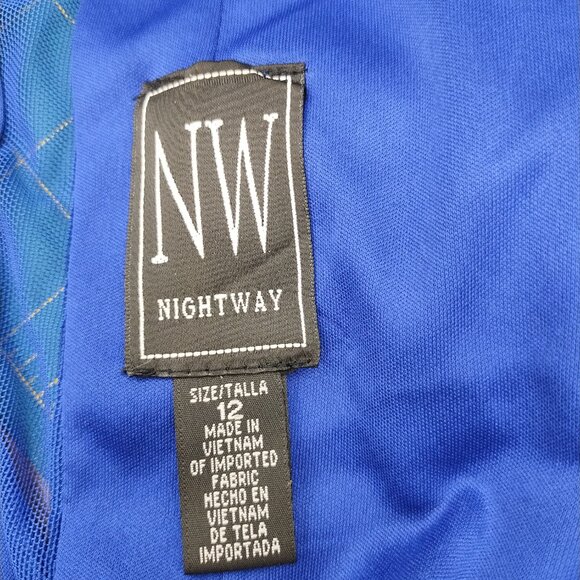 NW
NIGHTWAY
SIZE/TALLA
12
MADE IN
VIETNAM
OF IMPORTED
FABRIC
HECHO EN
VIETNAM
DE TELA
IMPORTADA